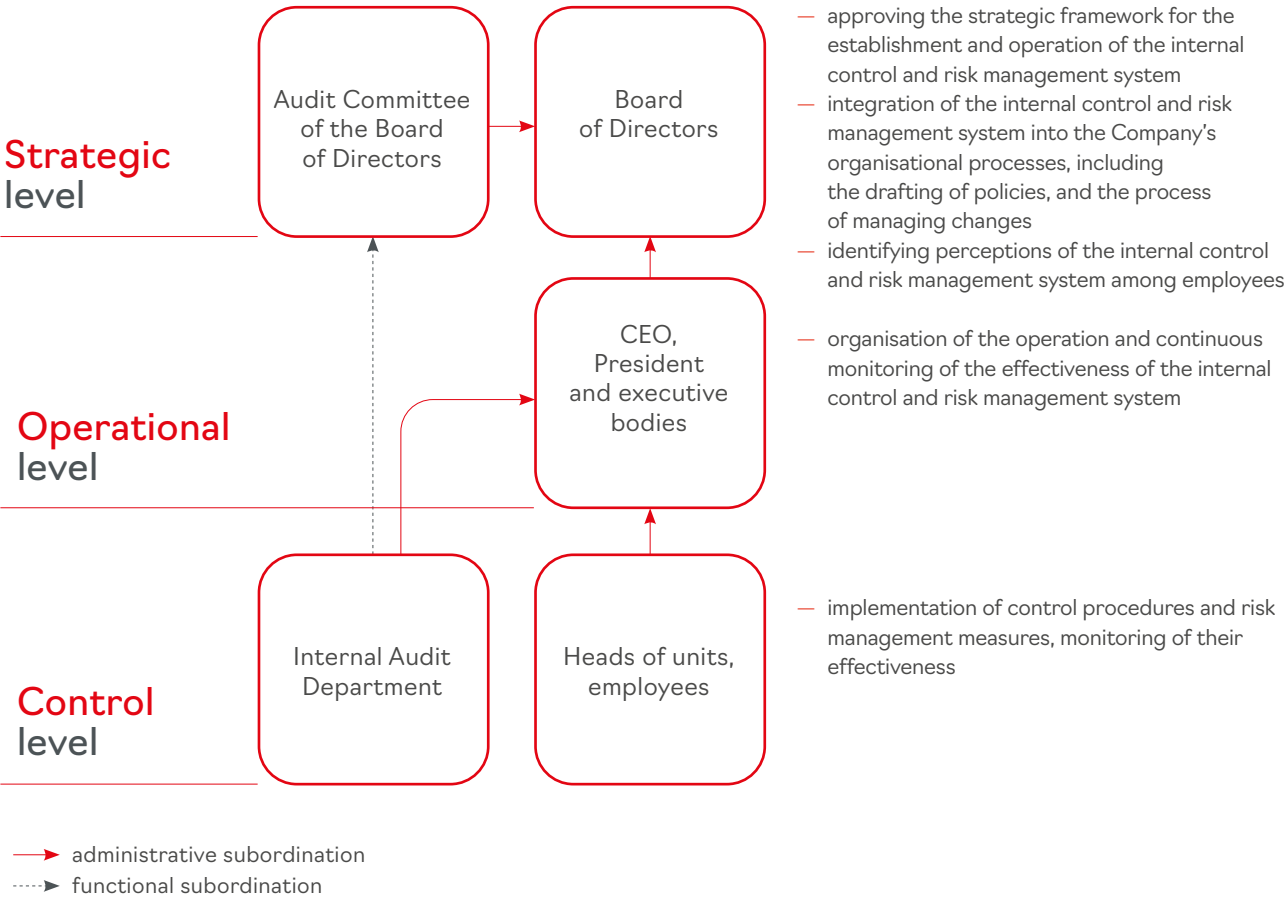 Strategic
level
Audit Committee
of the Board
of Directors
Board
of Directors
— approving the strategic framework for the
establishment and operation of the internal
control and risk management system
— integration of the internal control and risk
management system into the Company’s
organisational processes, including
the drafting of policies, and the process
of managing changes
— identifying perceptions of the internal control
and risk management system among employees
Operational
level
CEO,
President
and executive
bodies
— organisation of the operation and continuous
monitoring of the effectiveness of the internal
control and risk management system
Control
level
Internal Audit
Department
Heads of units,
employees
— implementation of control procedures and risk
management measures, monitoring of their
effectiveness
administrative subordination
functional subordination